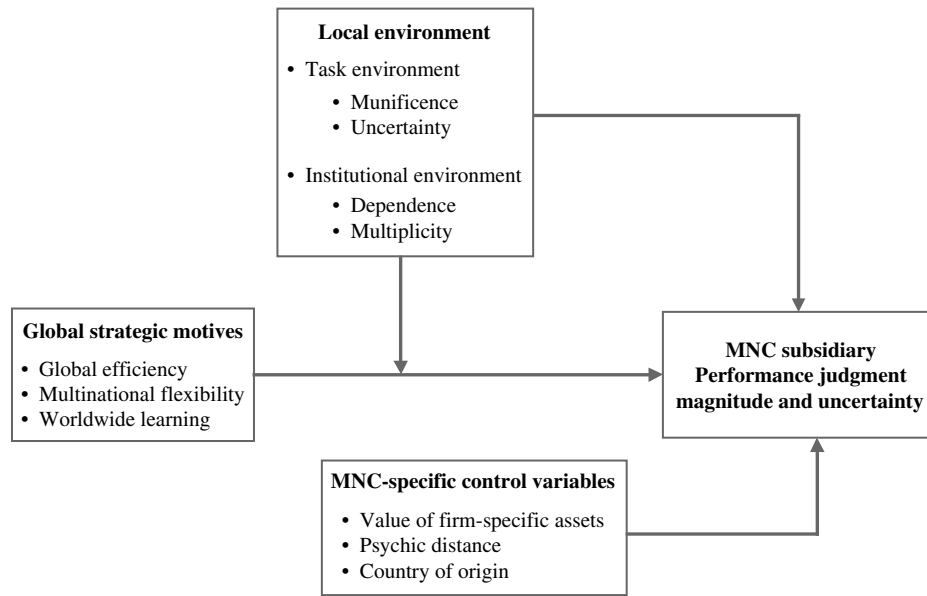 Local environment
• Task environment
• Munificence
• Uncertainty
• Institutional environment
• Dependence
• Multiplicity
Global strategic motives
• Global efficiency
• Multinational flexibility
• Worldwide learning
MNC subsidiary
Performance judgment
magnitude and uncertainty
MNC-specific control variables
• Value of firm-specific assets
• Psychic distance
• Country of origin